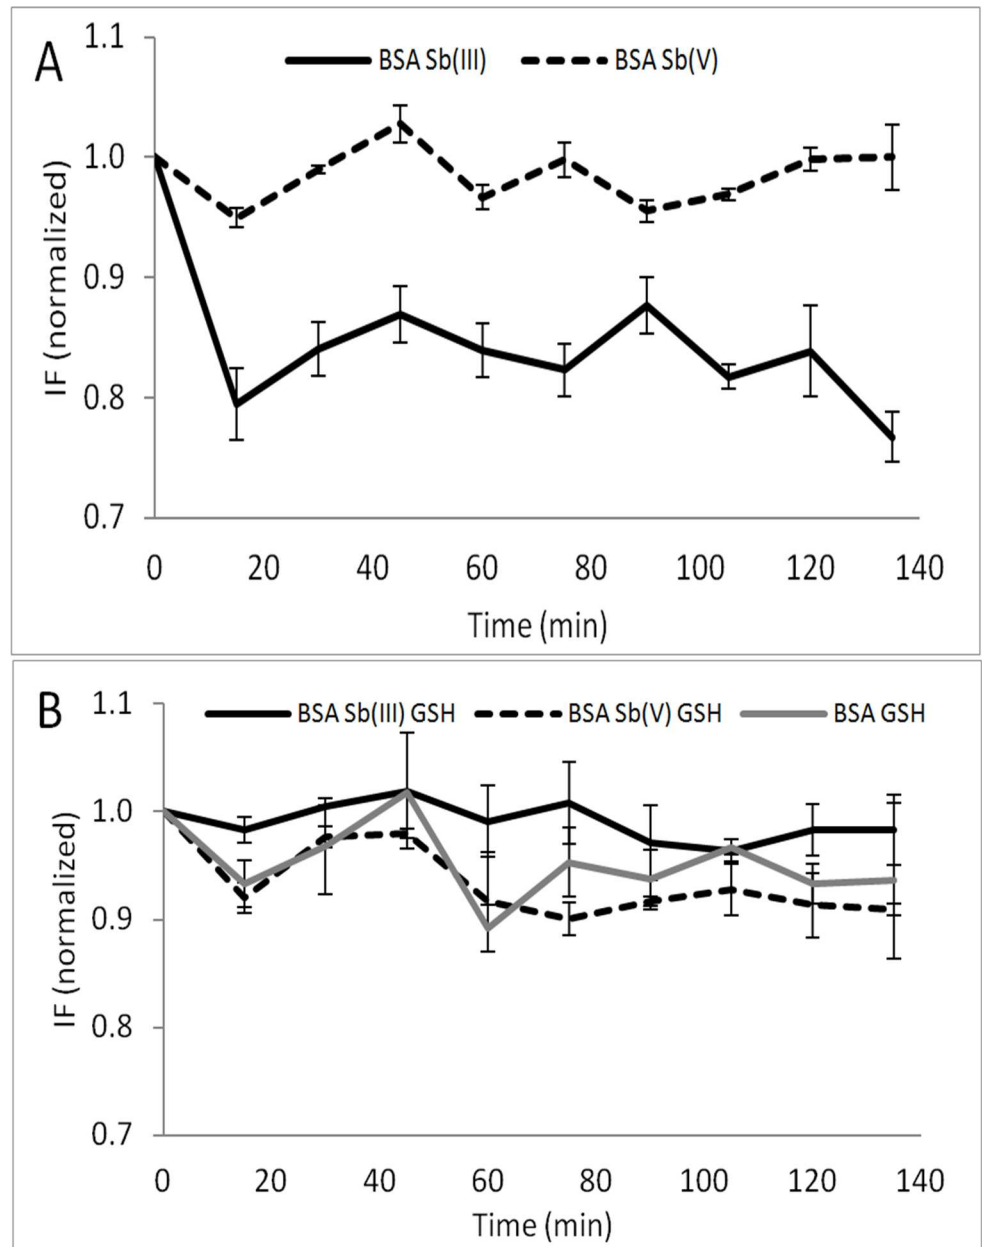 A
BSA Sb(III) BSA Sb(V)
1.1
1.0
0.9
0.8
0.7
IF (normalized)
0 20 40 60 80 100 120 140
Time (min)
B
BSA Sb(III) GSH BSA Sb(V) GSH BSA GSH
1.1
1.0
0.9
0.8
0.7
IF (normalized)
0 20 40 60 80 100 120 140
Time (min)